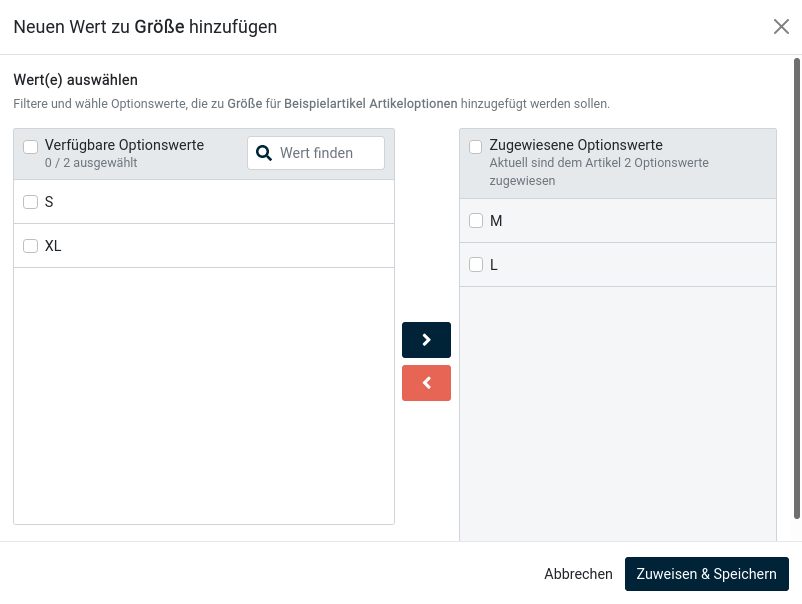 Neuen Wert zu Größe hinzufügen
Wert(e) auswählen
Filtere und wähle Optionswerte, die zu Größe für Beispielartikel Artikeloptionen hinzugefügt werden sollen.
Verfügbare Optionswerte
0 / 2 ausgewählt
Wert finden
S
XL
Zugewiesene Optionswerte
Aktuell sind dem Artikel 2 Optionswerte
zugewiesen
M
L
Abbrechen
Zuweisen & Speichern